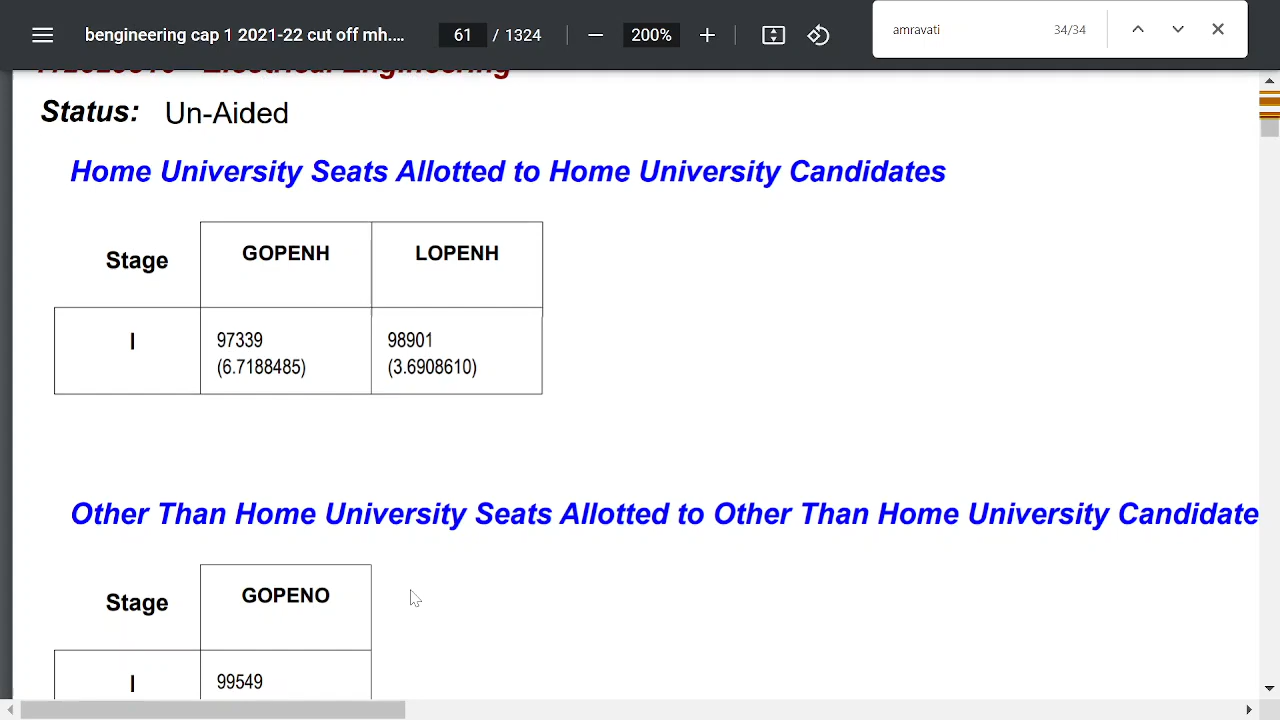 bengineering cap 1 2021-22 cut off mh....
61 / 1324
200%
amravati
34/34
Electrical Engineering
Status: Un-Aided
Home University Seats Allotted to Home University Candidates
Stage GOPENH LOPENH
I 97339 98901
(6.7188485) (3.6908610)
Other Than Home University Seats Allotted to Other Than Home University Candidate
Stage GOPENO
I 99549